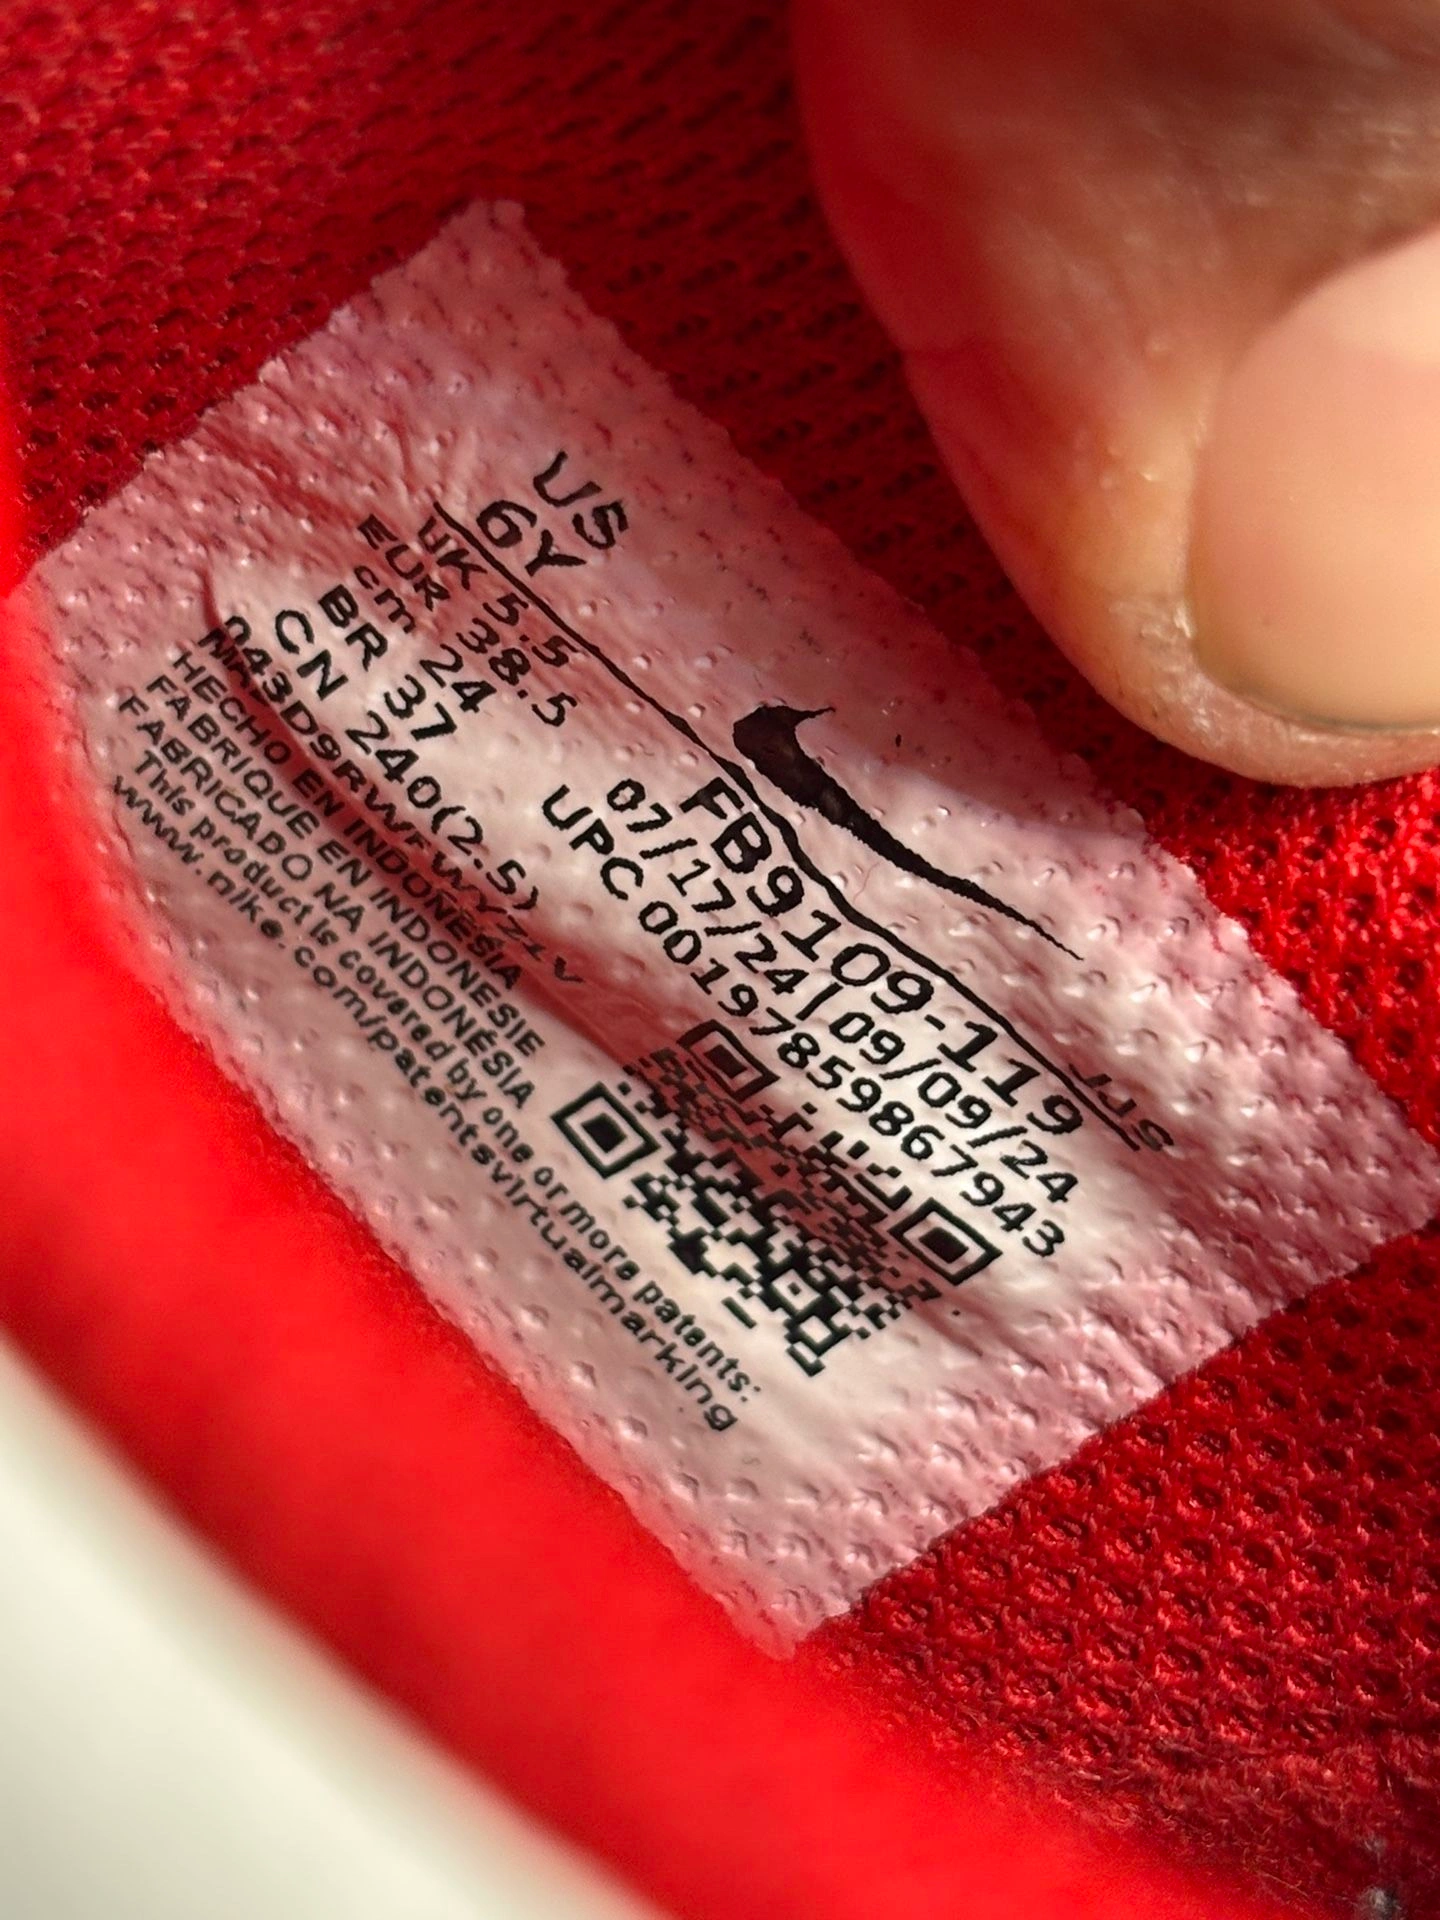 US
6Y
UK 5.5
EUR 38.5
cm 24
BR 37
CN 240(2.5)
FB9109-119
07/17/24|09/09/24
UPC 00197859867943
HECHO EN INDONESIA
FABRIQUE EN INDONESIE
FABRICADO NA INDONÉSIA
This product is covered by one or more patents:
www.nike.com/patentsvirtualmarking